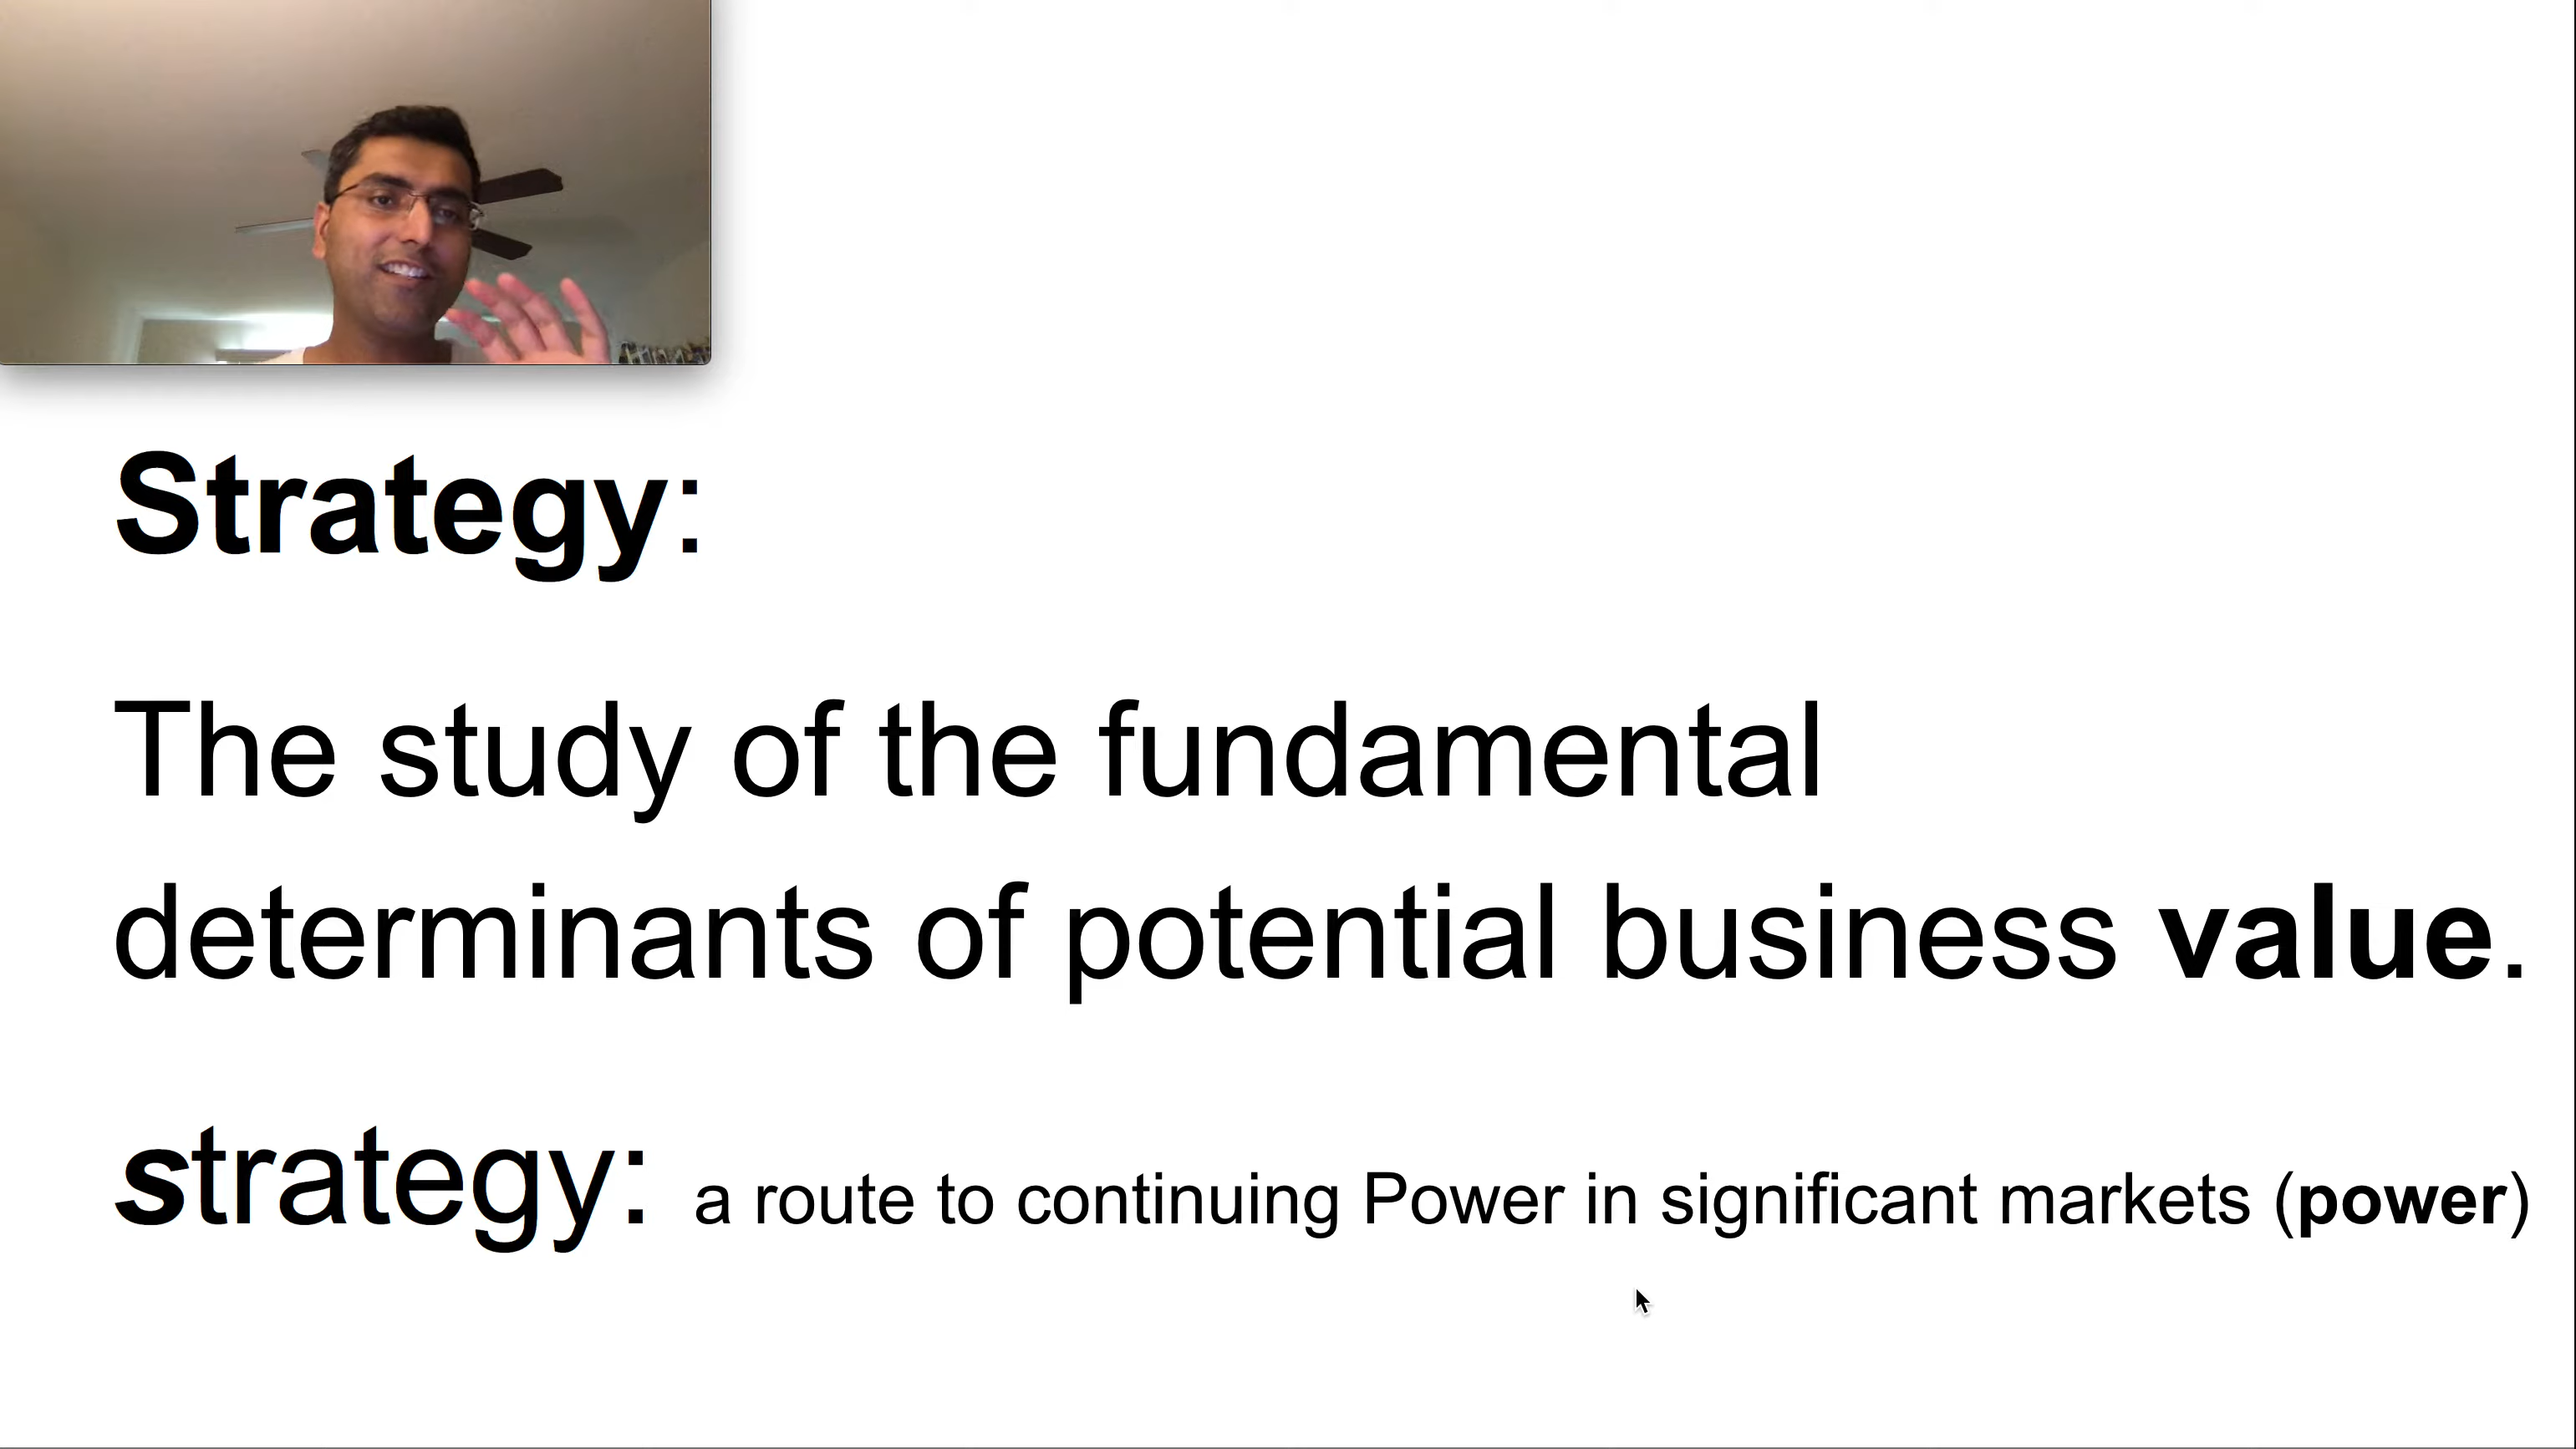 Strategy:
The study of the fundamental
determinants of potential business value.
strategy: a route to continuing Power in significant markets (power)